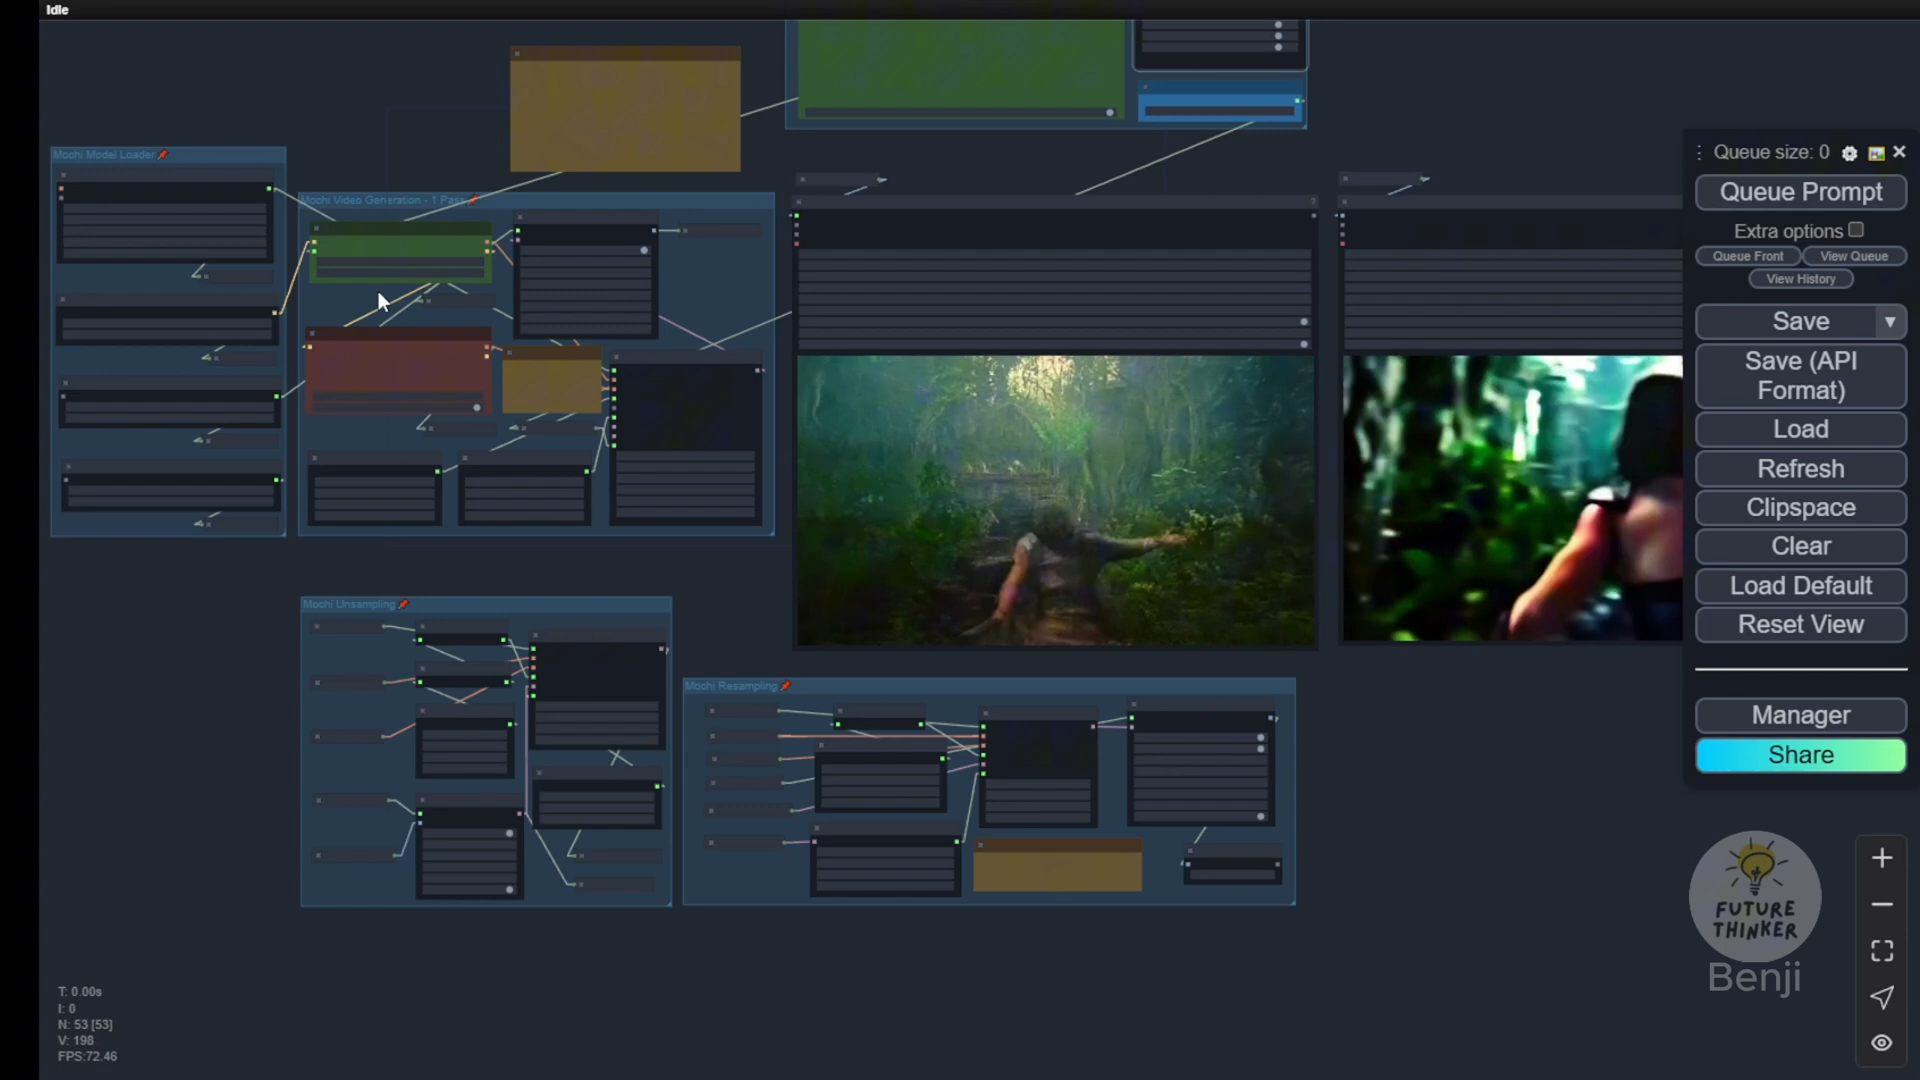 Idle
Mochi Model Loader
Mochi Video Generation - 1 Pass
Mochi Unsampling
Mochi Resampling
?
Queue size: 0
Queue Prompt
Extra options
Queue Front
View Queue
View History
Save
Save (API
Format)
Load
Refresh
Clipspace
Clear
Load Default
Reset View
Manager
Share
FUTURE
THINKER
Benji
T: 0.00s
I: 0
N: 53 [53]
V: 198
FPS:72.46